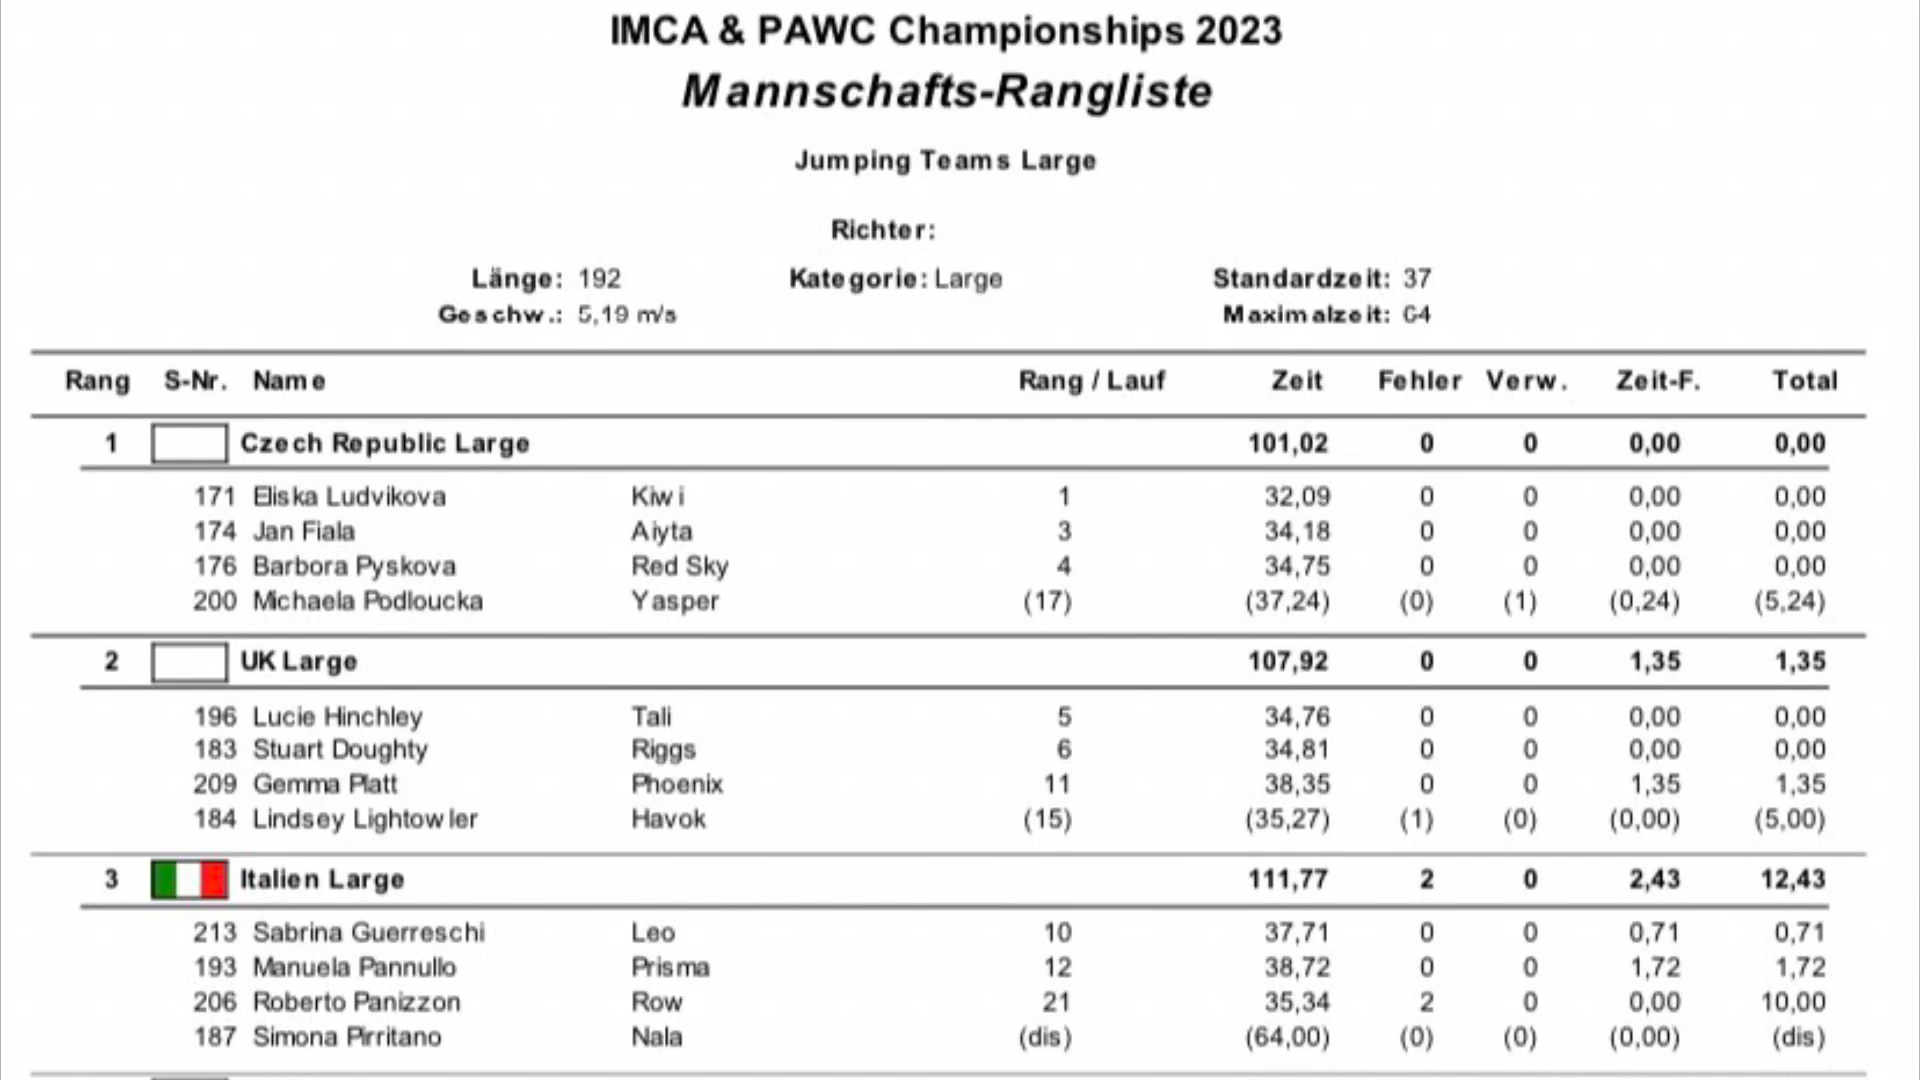 IMCA & PAWC Championships 2023
Mannschafts-Rangliste
Jumping Teams Large
Richter:
Länge: 192 Kategorie: Large Standardzeit: 37
Geschw.: 5,19 m/s Maximalzeit: 64
Rang S-Nr. Name Rang / Lauf Zeit Fehler Verw. Zeit-F. Total
1 Czech Republic Large 101,02 0 0 0,00 0,00
171 Eliska Ludvikova Kiwi 1 32,09 0 0 0,00 0,00
174 Jan Fiala Aiyta 3 34,18 0 0 0,00 0,00
176 Barbora Pyskova Red Sky 4 34,75 0 0 0,00 0,00
200 Michaela Podloucka Yasper (17) (37,24) (0) (1) (0,24) (5,24)
2 UK Large 107,92 0 0 1,35 1,35
196 Lucie Hinchley Tali 5 34,76 0 0 0,00 0,00
183 Stuart Doughty Riggs 6 34,81 0 0 0,00 0,00
209 Gemma Platt Phoenix 11 38,35 0 0 1,35 1,35
184 Lindsey Lightowler Havok (15) (35,27) (1) (0) (0,00) (5,00)
3 Italien Large 111,77 2 0 2,43 12,43
213 Sabrina Guerreschi Leo 10 37,71 0 0 0,71 0,71
193 Manuela Pannullo Prisma 12 38,72 0 0 1,72 1,72
206 Roberto Panizzon Row 21 35,34 2 0 0,00 10,00
187 Simona Pirritano Nala (dis) (64,00) (0) (0) (0,00) (dis)